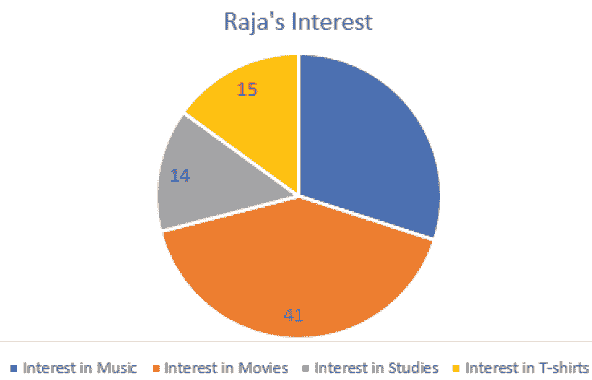 Raja's Interest
15
14
41
Interest in Music Interest in Movies Interest in Studies Interest in T-shirts